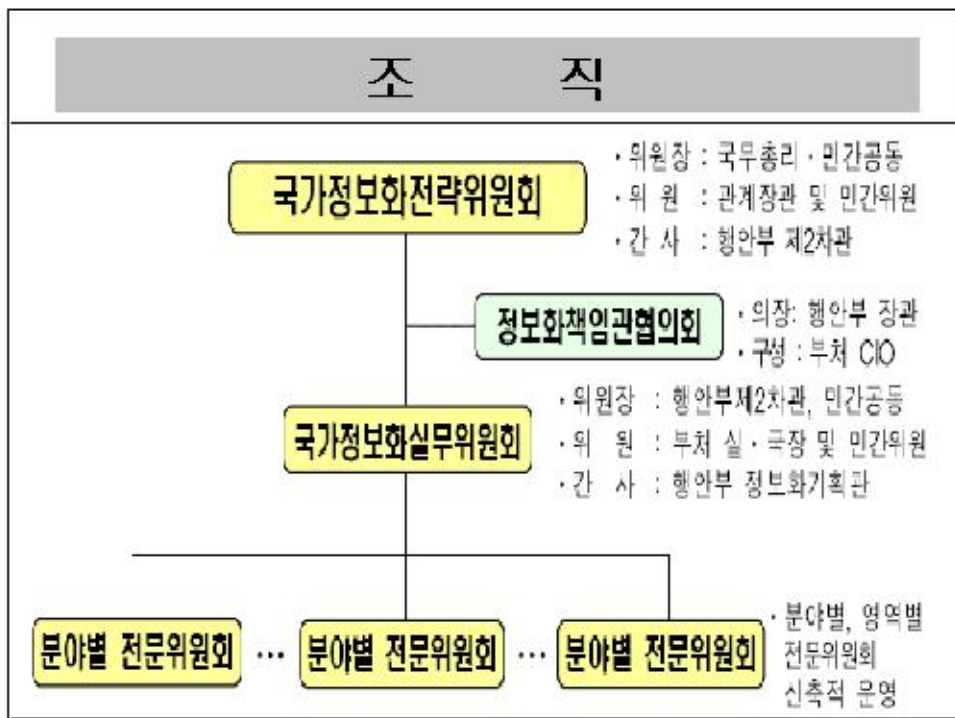 조 직
국가정보화전략위원회
· 위원장 : 국무총리 · 민간공동
· 위 원 : 관계장관 및 민간위원
· 간 사 : 행안부 제2차관
정보화책임관협의회
· 의장: 행안부 장관
· 구성 : 부처 CIO
국가정보화실무위원회
· 위원장 : 행안부제2차관, 민간공동
· 위 원 : 부처 실 · 국장 및 민간위원
· 간 사 : 행안부 정보화기획관
분야별 전문위원회 … 분야별 전문위원회 … 분야별 전문위원회
· 분야별, 영역별
전문위원회
신축적 운영